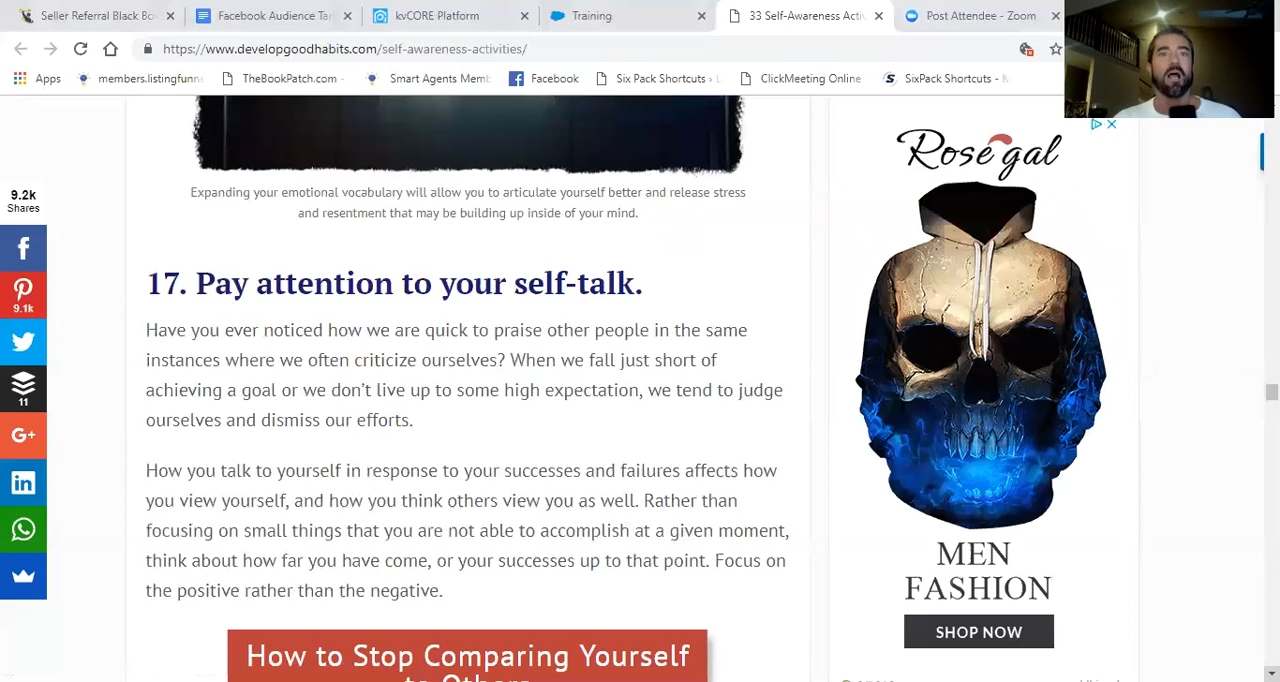 Seller Referral Black Bo
Facebook Audience Tar
kvCORE Platform
Training
33 Self-Awareness Activ
Post Attendee - Zoom
https://www.developgoodhabits.com/self-awareness-activities/
Apps
members.listingfunne
TheBookPatch.com -
Smart Agents Memb
Facebook
Six Pack Shortcuts ›
ClickMeeting Online
SixPack Shortcuts -
Expanding your emotional vocabulary will allow you to articulate yourself better and release stress
and resentment that may be building up inside of your mind.
9.2k
Shares
9.1k
11
G+
17. Pay attention to your self-talk.
Have you ever noticed how we are quick to praise other people in the same
instances where we often criticize ourselves? When we fall just short of
achieving a goal or we don't live up to some high expectation, we tend to judge
ourselves and dismiss our efforts.
How you talk to yourself in response to your successes and failures affects how
you view yourself, and how you think others view you as well. Rather than
focusing on small things that you are not able to accomplish at a given moment,
think about how far you have come, or your successes up to that point. Focus on
the positive rather than the negative.
How to Stop Comparing Yourself
Rosegal
MEN
FASHION
SHOP NOW